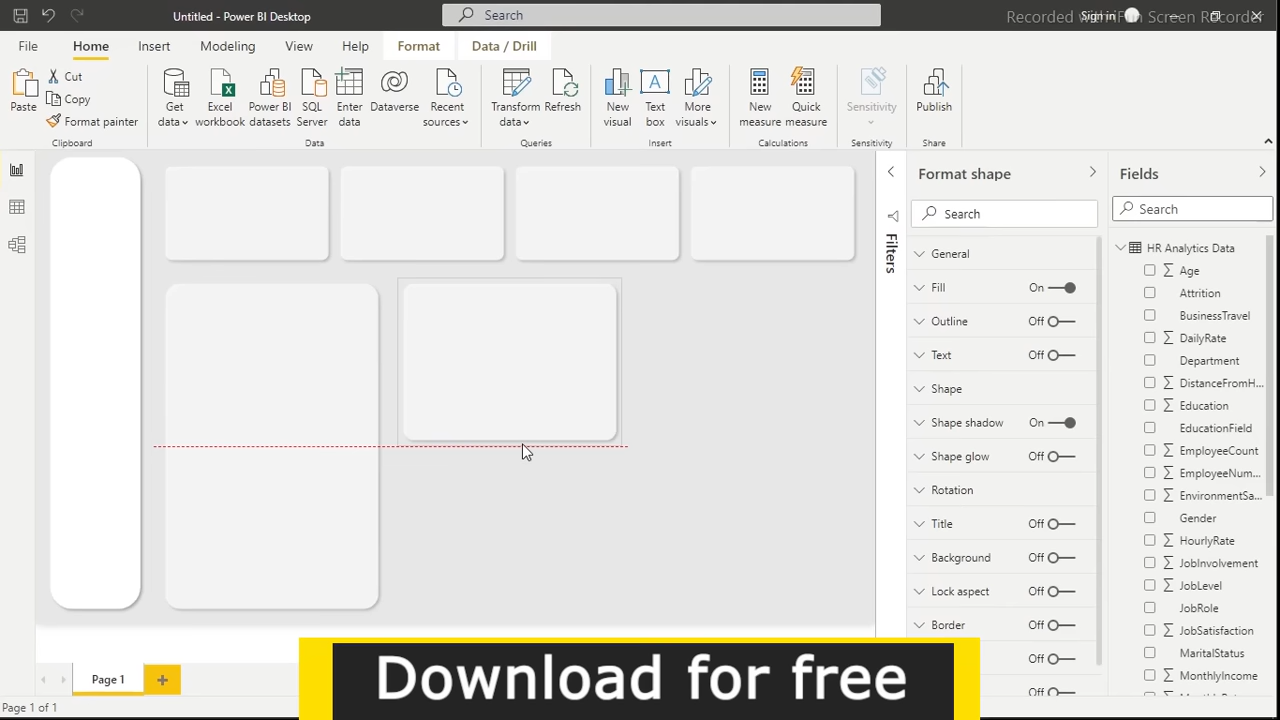 Untitled - Power BI Desktop
Search
Sign in
File
Home
Insert
Modeling
View
Help
Format
Data / Drill
Paste
Cut
Copy
Format painter
Clipboard
Get data
Excel workbook
Power BI datasets
SQL Server
Enter data
Dataverse
Recent sources
Data
Transform data
Refresh
Queries
New visual
Text box
More visuals
Insert
New measure
Quick measure
Calculations
Sensitivity
Sensitivity
Publish
Share
Filters
Format shape
Search
General
Fill On
Outline Off
Text Off
Shape
Shape shadow On
Shape glow Off
Rotation
Title Off
Background Off
Lock aspect Off
Border Off
Off
Off
Fields
Search
HR Analytics Data
Age
Attrition
BusinessTravel
DailyRate
Department
DistanceFromH...
Education
EducationField
EmployeeCount
EmployeeNum...
EnvironmentSa...
Gender
HourlyRate
JobInvolvement
JobLevel
JobRole
JobSatisfaction
MaritalStatus
MonthlyIncome
Page 1
Page 1 of 1
Download for free